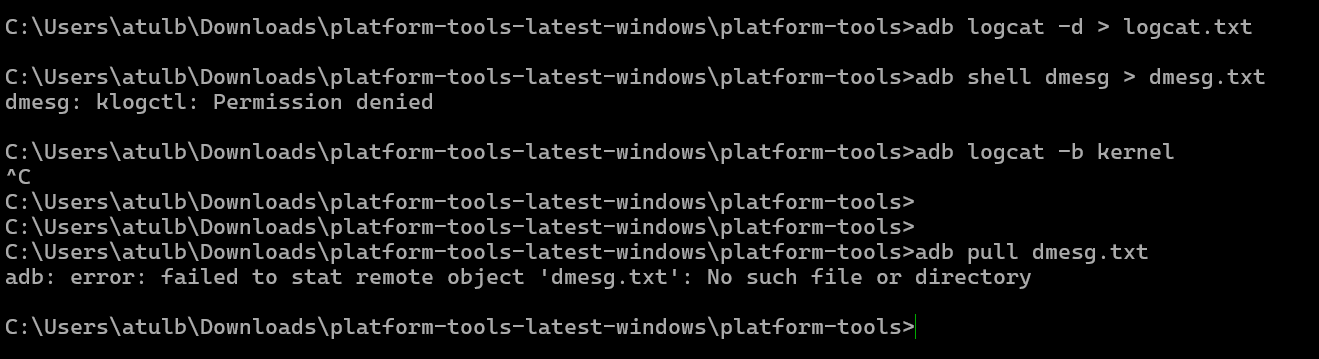 C:\Users\atulb\Downloads\platform-tools-latest-windows\platform-tools>adb logcat -d > logcat.txt
C:\Users\atulb\Downloads\platform-tools-latest-windows\platform-tools>adb shell dmesg > dmesg.txt
dmesg: klogctl: Permission denied
C:\Users\atulb\Downloads\platform-tools-latest-windows\platform-tools>adb logcat -b kernel
^C
C:\Users\atulb\Downloads\platform-tools-latest-windows\platform-tools>
C:\Users\atulb\Downloads\platform-tools-latest-windows\platform-tools>
C:\Users\atulb\Downloads\platform-tools-latest-windows\platform-tools>adb pull dmesg.txt
adb: error: failed to stat remote object 'dmesg.txt': No such file or directory
C:\Users\atulb\Downloads\platform-tools-latest-windows\platform-tools>